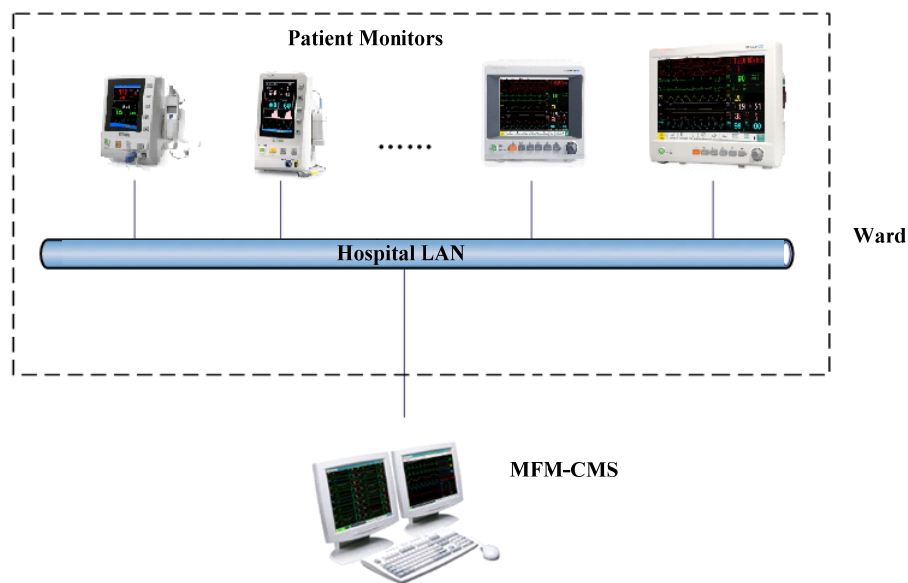 Patient Monitors
......
Hospital LAN
Ward
MFM-CMS